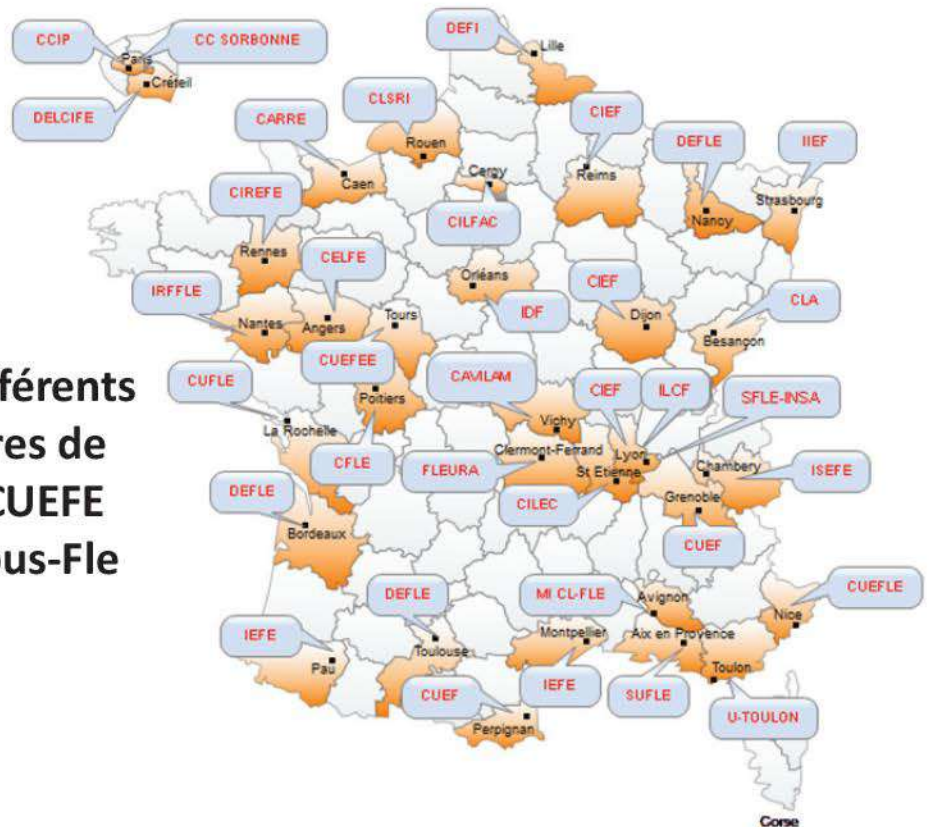 CCIP
CC SORBONNE
Paris
Créteil
DELCIFE
DEFI
Lille
CLSRI
Rouen
CARRE
Caen
CIEF
Reims
DEFLE
Nancy
IIEF
Strasbourg
Cergy
CILFAC
CIREFE
Rennes
CELFE
Angers
IRFFLE
Nantes
Orléans
IDF
Tours
CUEFEE
CIEF
Dijon
CLA
Besançon
CUFLE
La Rochelle
Poitiers
CFLE
CAVILAM
Vichy
CIEF
ILCF
SFLE-INSA
Lyon
Clermont-Ferrand
FLEURA
St Etienne
CILEC
Chambery
ISEFE
Grenoble
CUEF
férents
res de
CUEFE
ous-Fle
DEFLE
Bordeaux
DEFLE
Toulouse
MI CL-FLE
Avignon
CUEFLE
Nice
IEFE
Pau
Montpellier
IEFE
Aix en Provence
SUFLE
Toulon
U-TOULON
CUEF
Perpignan
Corse